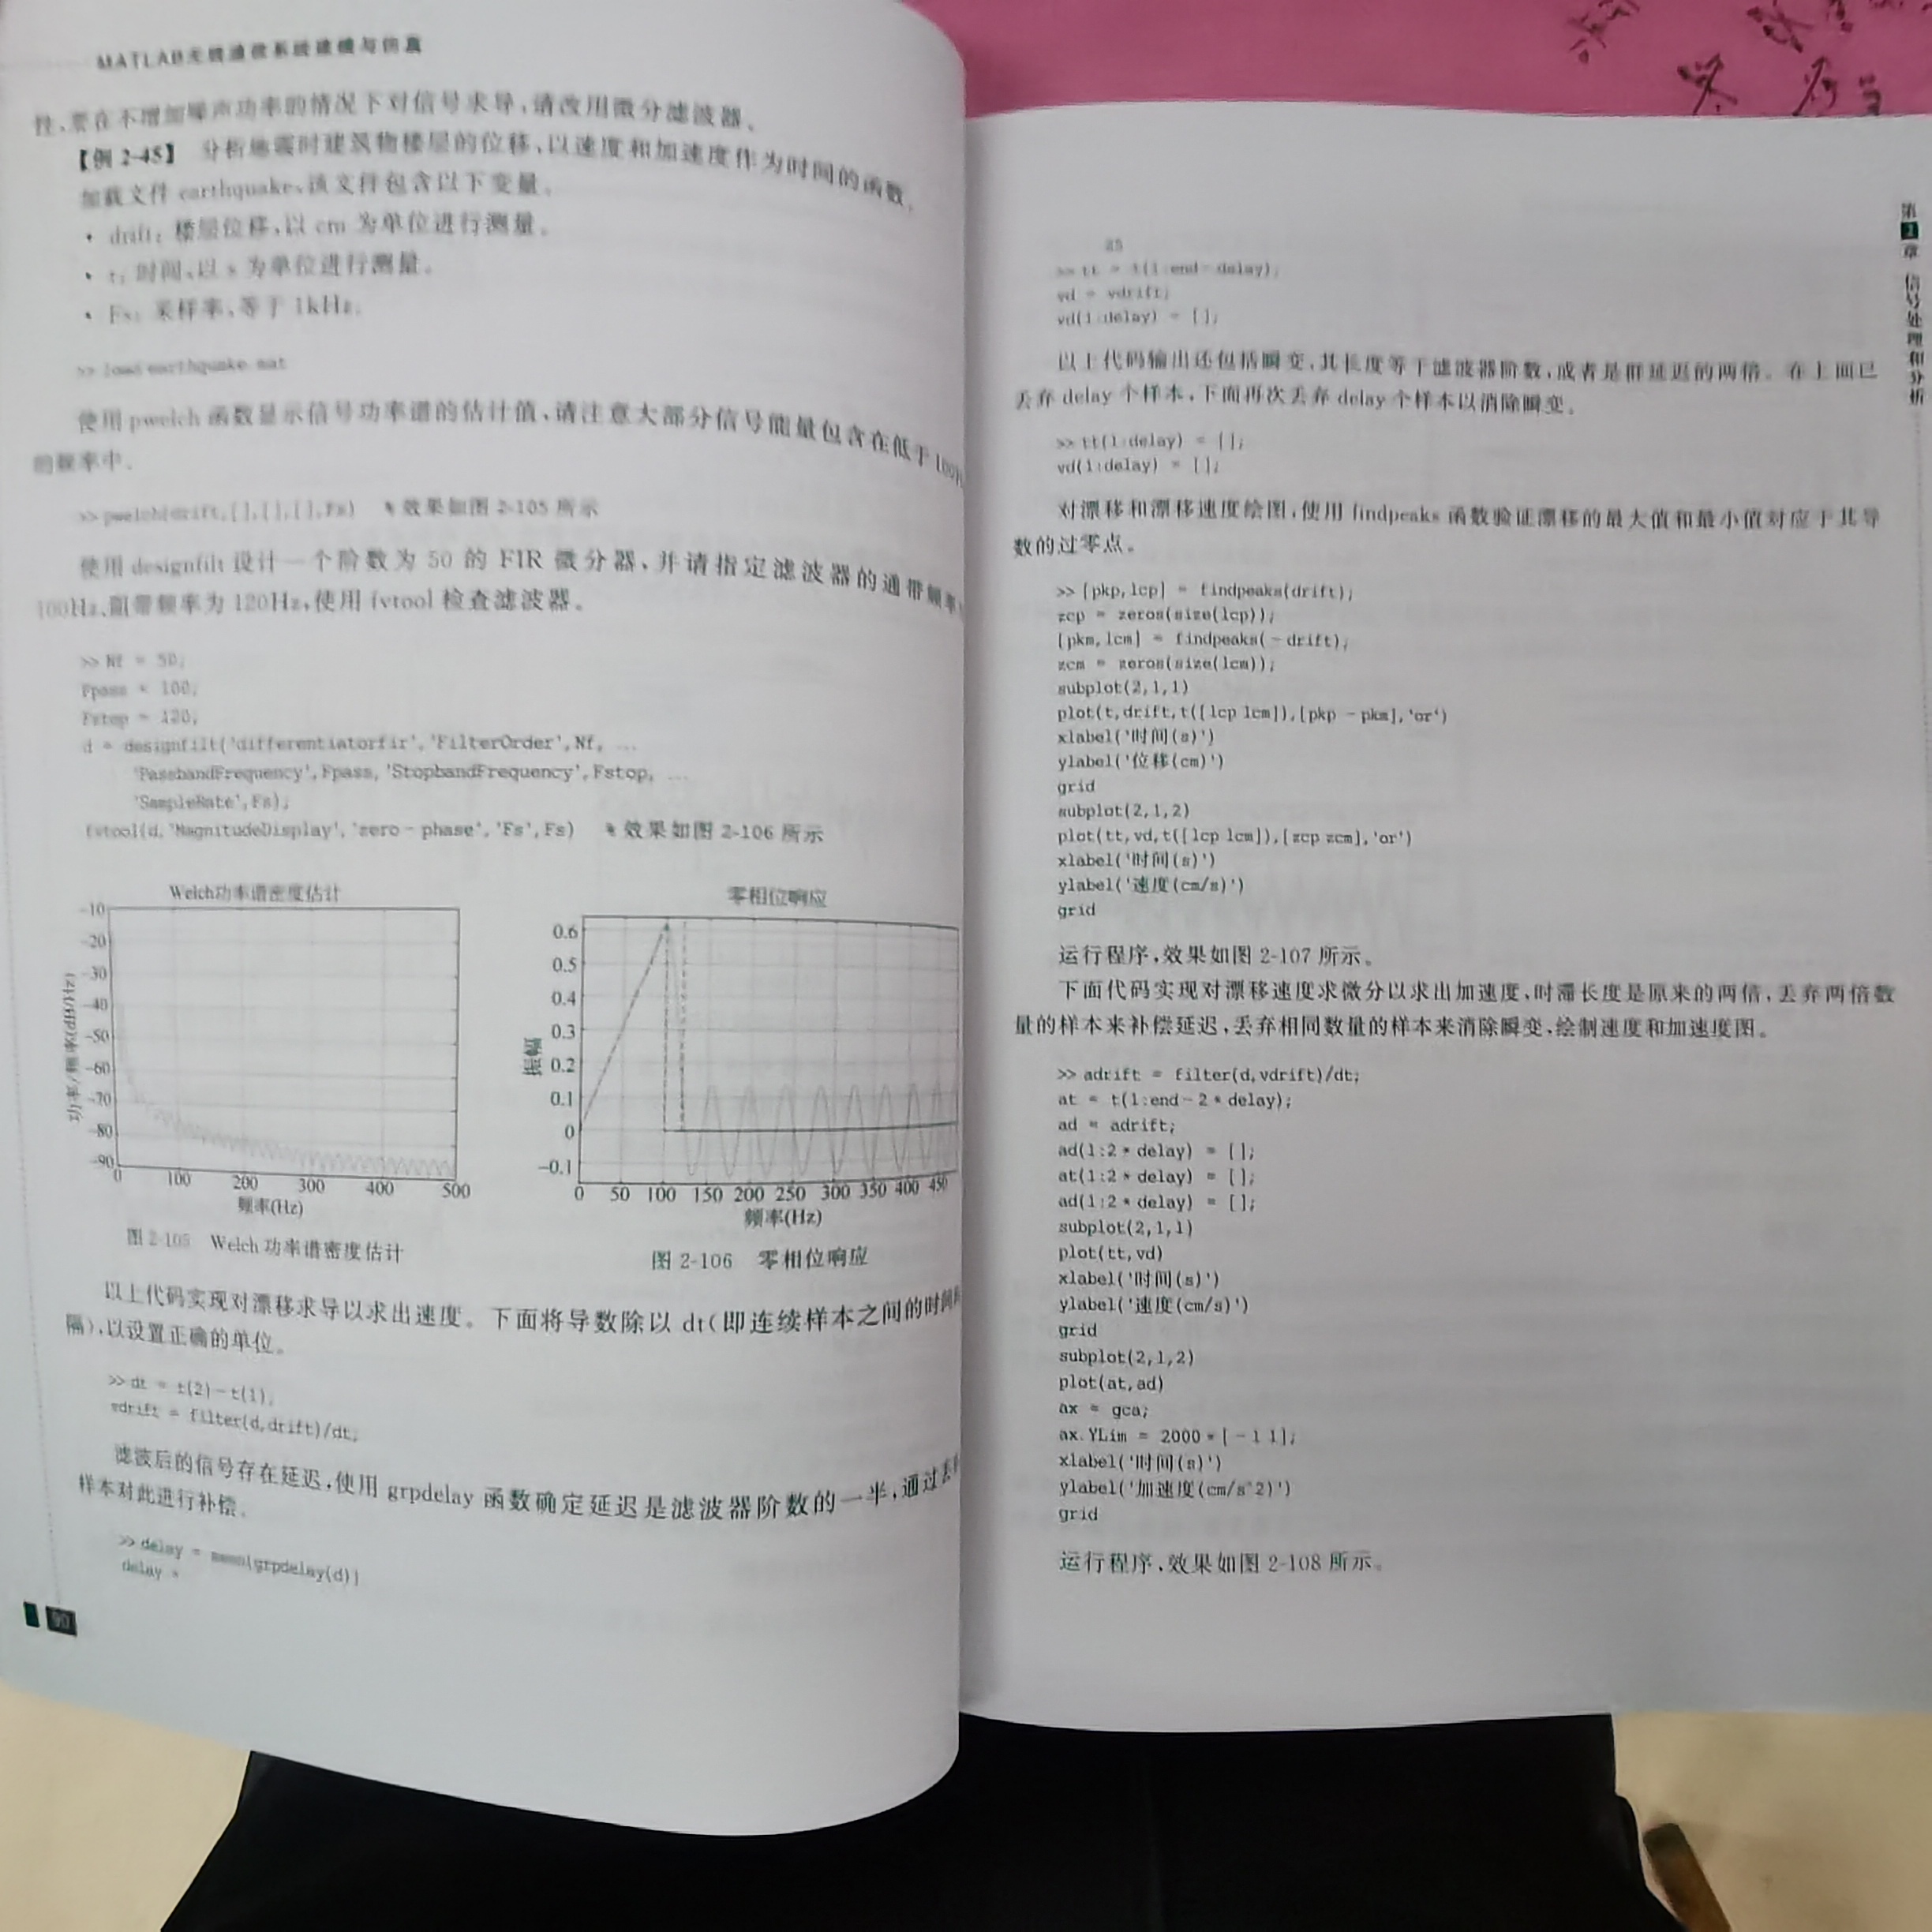 MATLAB无线通信系统建模与仿真
性,要在不增加噪声功率的情况下对信号求导,请改用微分滤波器。
【例 2-45】 分析地震时建筑物楼层的位移,以速度和加速度作为时间的函数。
加载文件 earthquake,该文件包含以下变量。
• drift: 楼层位移,以 cm 为单位进行测量。
• t: 时间,以 s 为单位进行测量。
• Fs: 采样率,等于 1kHz。
>> load earthquake.mat
使用 pwelch 函数显示信号功率谱的估计值,请注意大部分信号能量包含在低于 100H
的频率中。
>> pwelch(drift,[],[],[],Fs) % 效果如图 2-105 所示
使用 designfilt 设计一个阶数为 50 的 FIR 微分器,并请指定滤波器的通带频率
100Hz、阻带频率为 120Hz,使用 fvtool 检查滤波器。
>> Nf = 50;
Fpass = 100;
Fstop = 120;
d = designfilt('differentiatorfir','FilterOrder',Nf, ...
'PassbandFrequency',Fpass,'StopbandFrequency',Fstop, ...
'SampleRate',Fs);
fvtool(d,'MagnitudeDisplay','zero-phase','Fs',Fs) % 效果如图 2-106 所示
Welch功率谱密度估计
-10
-20
-30
-40
-50
-60
-70
-80
-90
功率/频率(dB/Hz)
0 100 200 300 400 500
频率(Hz)
图 2-105 Welch 功率谱密度估计
零相位响应
0.6
0.5
0.4
0.3
0.2
0.1
0
-0.1
振幅
0 50 100 150 200 250 300 350 400 450
频率(Hz)
图 2-106 零相位响应
以上代码实现对漂移求导以求出速度。下面将导数除以 dt(即连续样本之间的时间
隔),以设置正确的单位。
>> dt = t(2)-t(1);
vdrift = filter(d,drift)/dt;
滤波后的信号存在延迟,使用 grpdelay 函数确定延迟是滤波器阶数的一半,通过丢
样本对此进行补偿。
>> delay = mean(grpdelay(d))
delay =
90
第2章 信号处理和分析
25
>> tt = t(1:end-delay);
vd = vdrift;
vd(1:delay) = [];
以上代码输出还包括瞬变,其长度等于滤波器阶数,或者是群延迟的两倍。在上面已
丢弃 delay 个样本,下面再次丢弃 delay 个样本以消除瞬变。
>> tt(1:delay) = [];
vd(1:delay) = [];
对漂移和漂移速度绘图,使用 findpeaks 函数验证漂移的最大值和最小值对应于其导
数的过零点。
>> [pkp,lcp] = findpeaks(drift);
zcp = zeros(size(lcp));
[pkm,lcm] = findpeaks(-drift);
zcm = zeros(size(lcm));
subplot(2,1,1)
plot(t,drift,t([lcp lcm]),[pkp -pkm],'or')
xlabel('时间(s)')
ylabel('位移(cm)')
grid
subplot(2,1,2)
plot(tt,vd,t([lcp lcm]),[zcp zcm],'or')
xlabel('时间(s)')
ylabel('速度(cm/s)')
grid
运行程序,效果如图 2-107 所示。
下面代码实现对漂移速度求微分以求出加速度,时滞长度是原来的两倍,丢弃两倍数
量的样本来补偿延迟,丢弃相同数量的样本来消除瞬变,绘制速度和加速度图。
>> adrift = filter(d,vdrift)/dt;
at = t(1:end-2*delay);
ad = adrift;
ad(1:2*delay) = [];
at(1:2*delay) = [];
ad(1:2*delay) = [];
subplot(2,1,1)
plot(tt,vd)
xlabel('时间(s)')
ylabel('速度(cm/s)')
grid
subplot(2,1,2)
plot(at,ad)
ax = gca;
ax.YLim = 2000*[-1 1];
xlabel('时间(s)')
ylabel('加速度(cm/s^2)')
grid
运行程序,效果如图 2-108 所示。